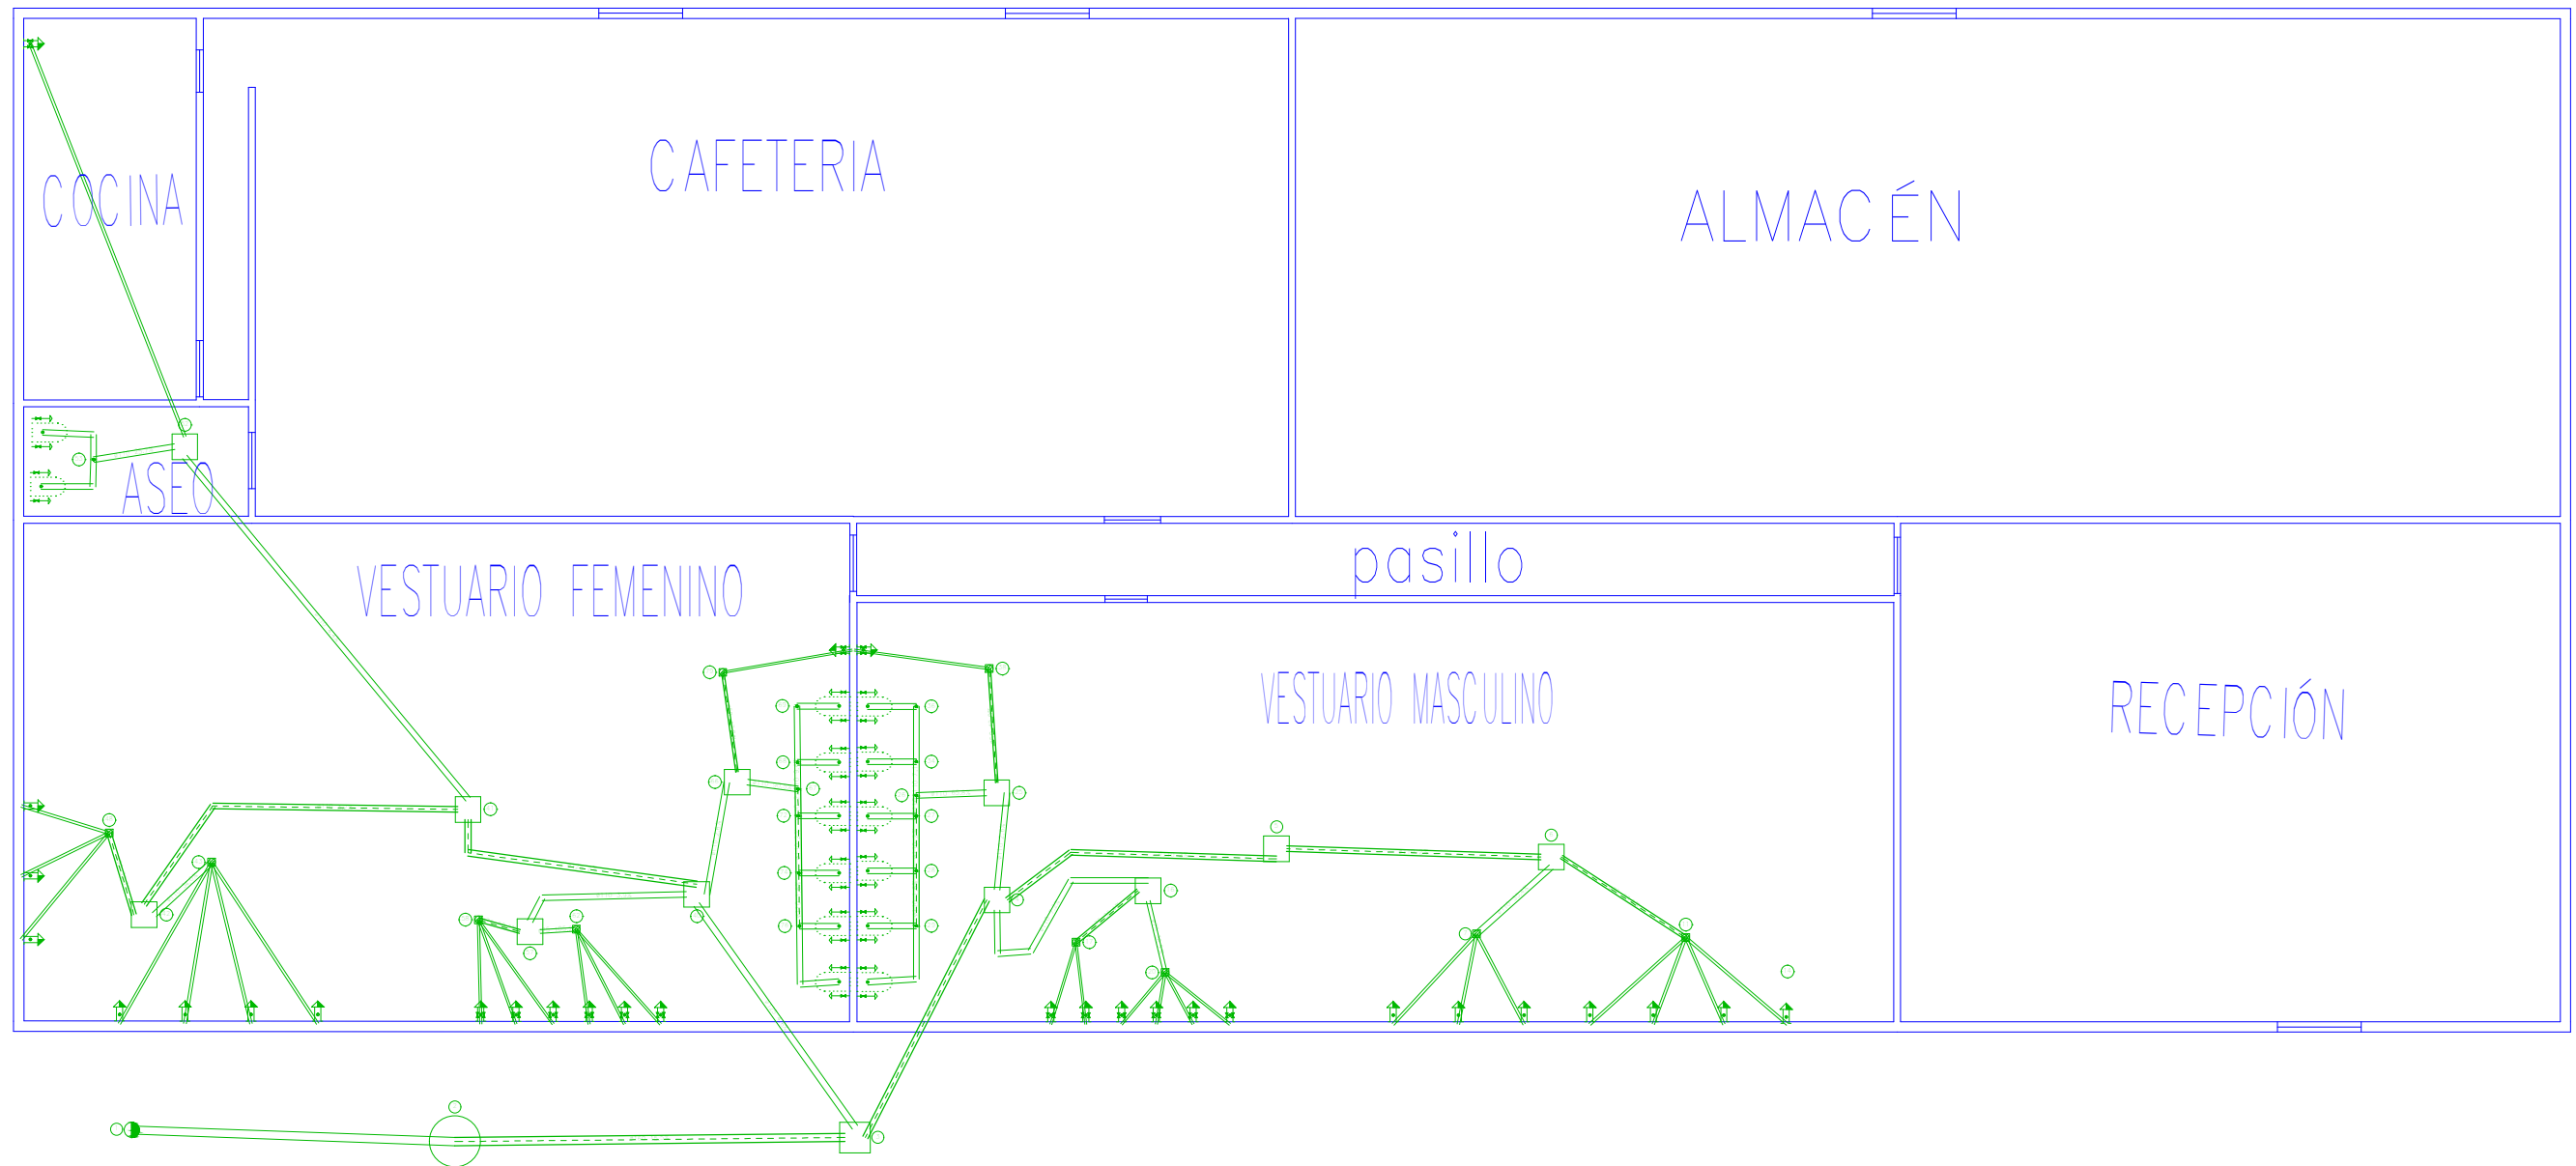 CAFETERIA
COCINA
ALMACÉN
ASEO
pasillo
VESTUARIO FEMENINO
VESTUARIO MASCULINO
RECEPCIÓN